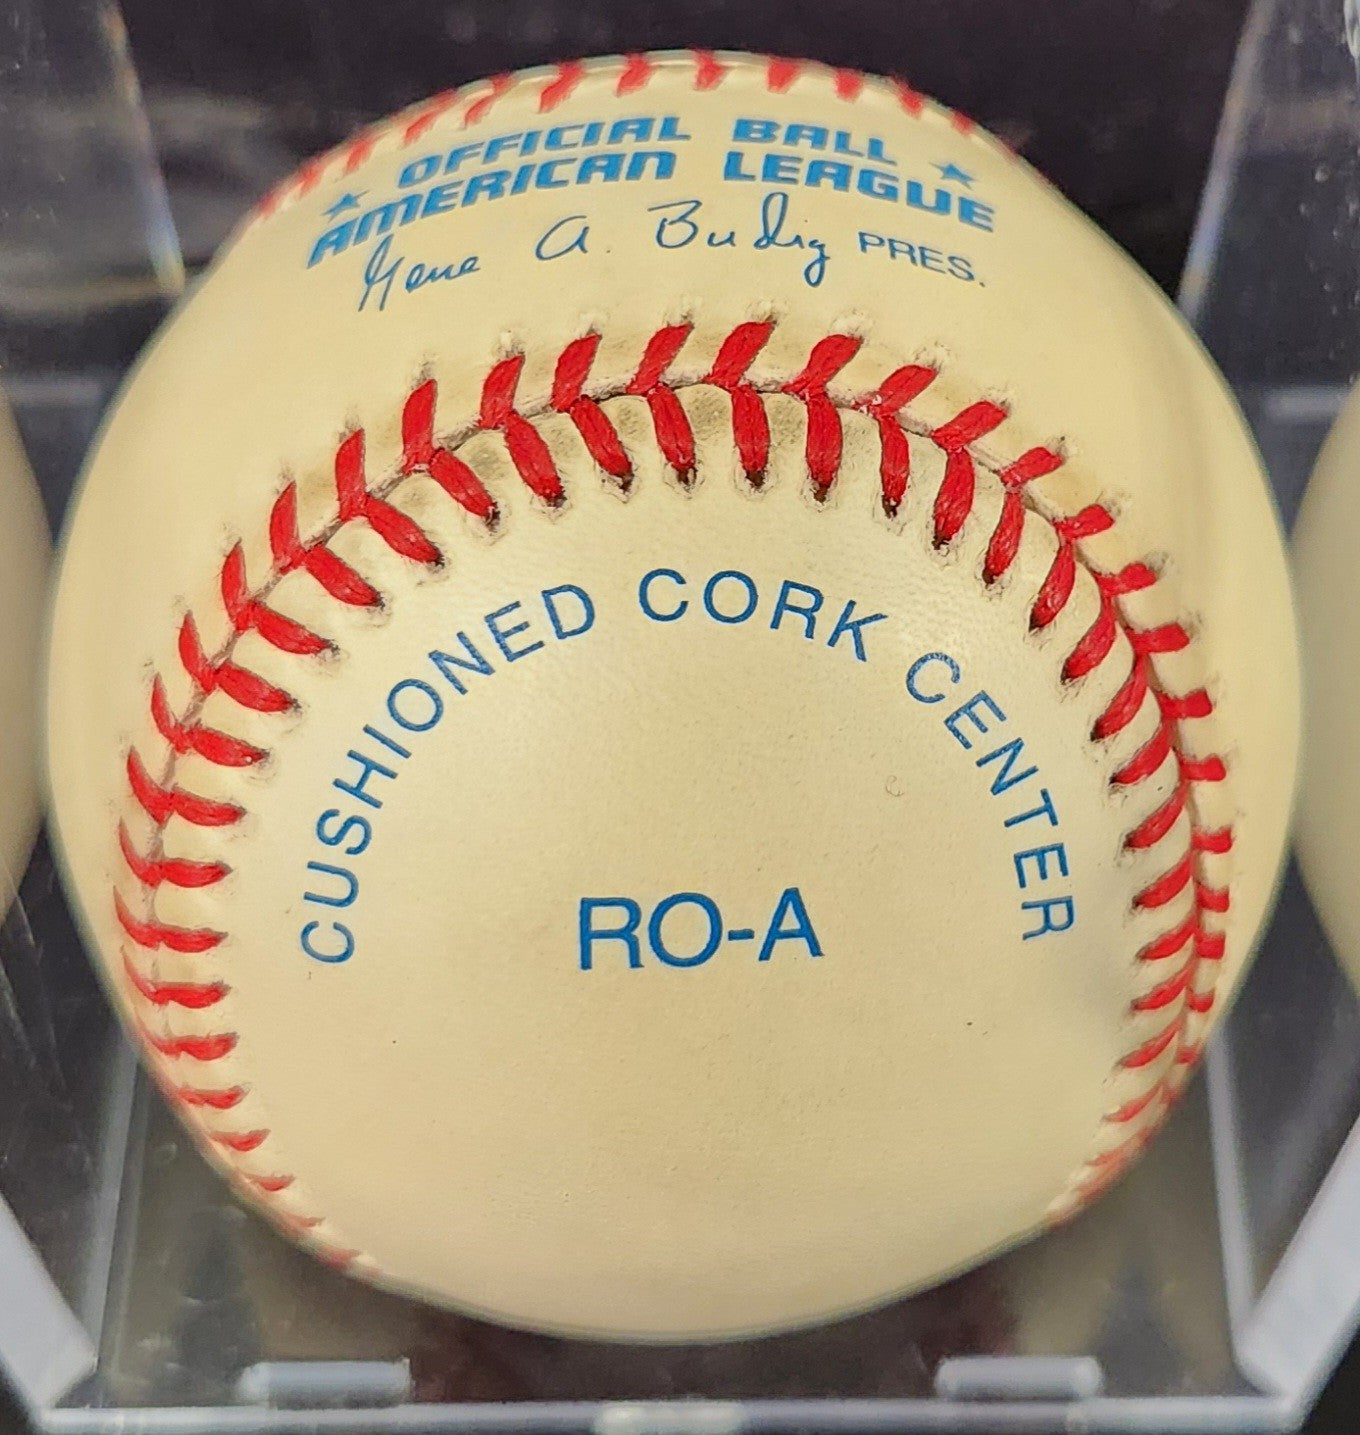 OFFICIAL BALL
★ AMERICAN LEAGUE ★
Gene A. Budig PRES.
CUSHIONED CORK CENTER
RO-A